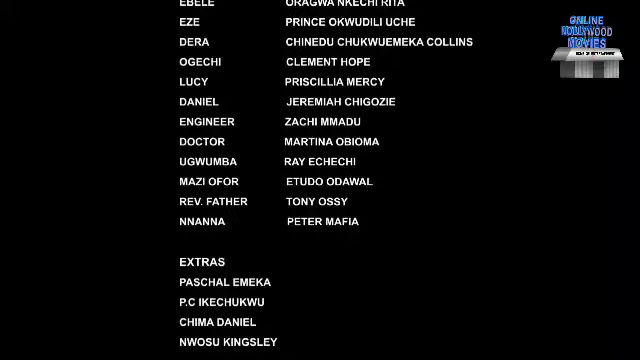 EBELE ORAGWA NKECHI RITA
EZE PRINCE OKWUDILI UCHE
DERA CHINEDU CHUKWUEMEKA COLLINS
OGECHI CLEMENT HOPE
LUCY PRISCILLIA MERCY
DANIEL JEREMIAH CHIGOZIE
ENGINEER ZACHI MMADU
DOCTOR MARTINA OBIOMA
UGWUMBA RAY ECHECHI
MAZI OFOR ETUDO ODAWAL
REV. FATHER TONY OSSY
NNANNA PETER MAFIA
EXTRAS
PASCHAL EMEKA
P.C IKECHUKWU
CHIMA DANIEL
NWOSU KINGSLEY
ONLINE
NOLLYWOOD
MOVIES